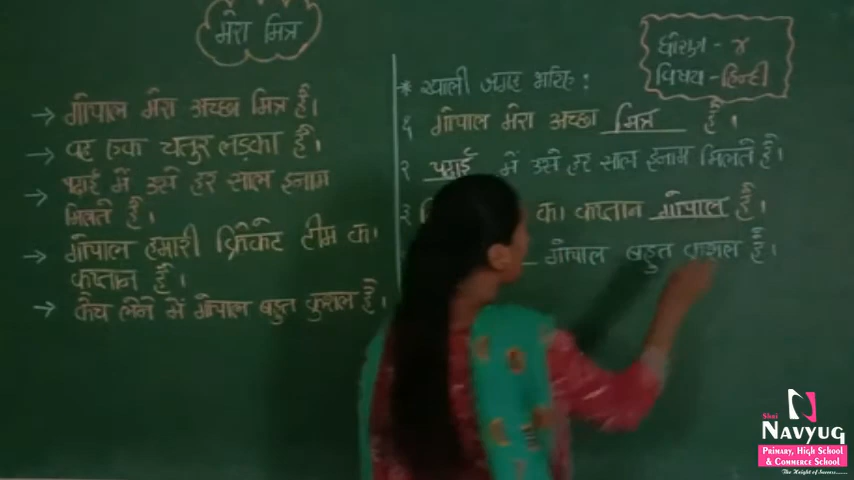 मेरा मित्र
→ गोपाल मेरा अच्छा मित्र है।
→ वह एक चतुर लड़का है।
→ पढाई में उसे हर साल इनाम
मिलते है।
→ गोपाल हमारी क्रिकेट टीम का
कप्तान है।
→ कैच लेने में गोपाल बहुत कुशल है।
धोरण - ४
विषय - हिन्दी
* खाली जगह भरिए :
१ गोपाल मेरा अच्छा मित्र है।
२ पढाई में उसे हर साल इनाम मिलते है।
३ का कप्तान गोपाल है।
गोपाल बहुत कुशल है।
Shri
NAVYUG
PRIMARY, HIGH SCHOOL
& COMMERCE SCHOOL
The Height of Success......